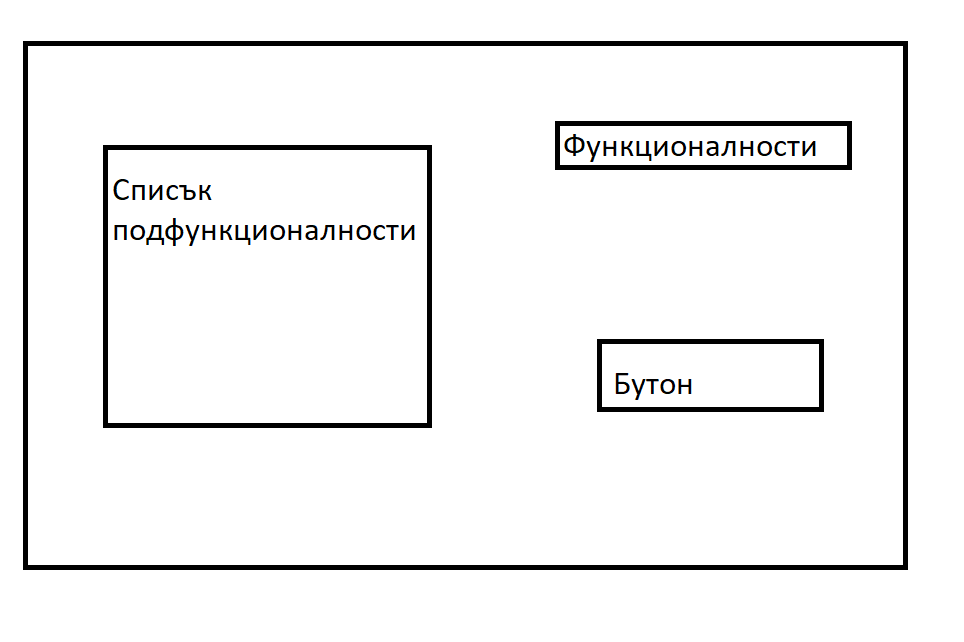 Списък
подфункционалности
Функционалности
Бутон